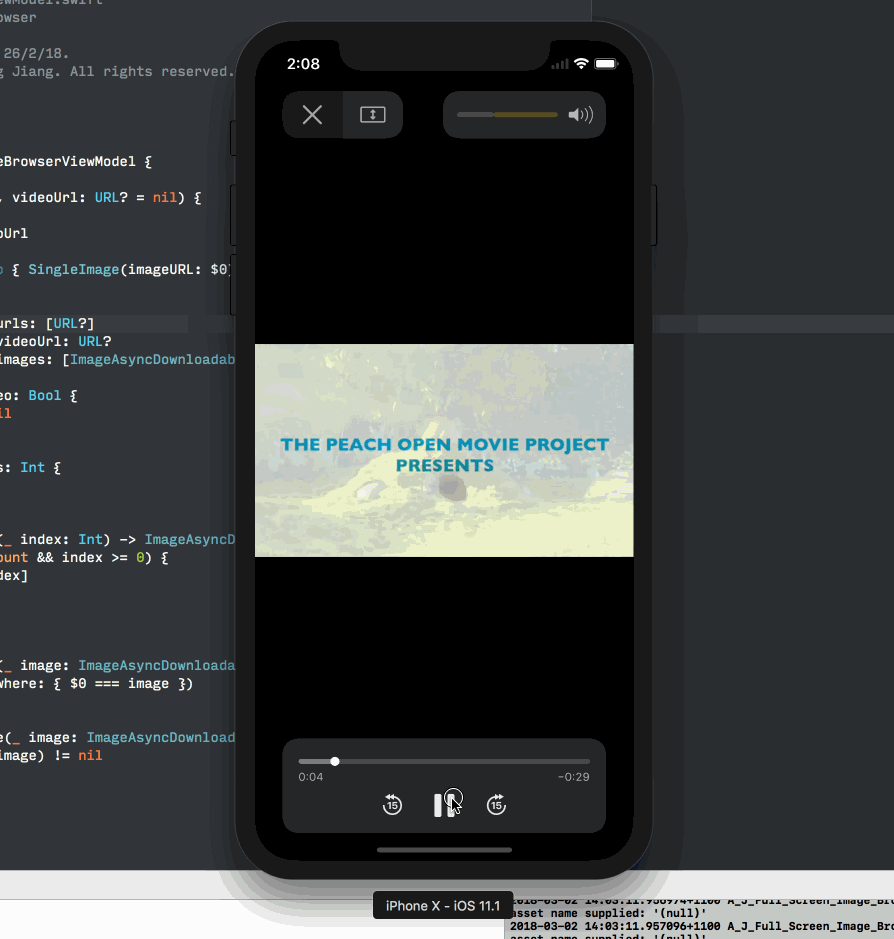 owser
26/2/18.
g Jiang. All rights reserved.
eBrowserViewModel {
, videoUrl: URL? = nil) {
oUrl
{ SingleImage(imageURL: $0
urls: [URL?]
videoUrl: URL?
images: [ImageAsyncDownloadab
eo: Bool {
il
s: Int {
(_ index: Int) -> ImageAsyncD
ount && index >= 0) {
dex]
(_ image: ImageAsyncDownloada
where: { $0 === image })
e(_ image: ImageAsyncDownload
image) != nil
2:08
THE PEACH OPEN MOVIE PROJECT
PRESENTS
0:04
-0:29
15
15
iPhone X – iOS 11.1
2018-03-02 14:03:11.956974+1100 A_J_Full_Screen_Image_Bro
asset name supplied: '(null)'
2018-03-02 14:03:11.957096+1100 A_J_Full_Screen_Image_Bro
asset name supplied: '(null)'